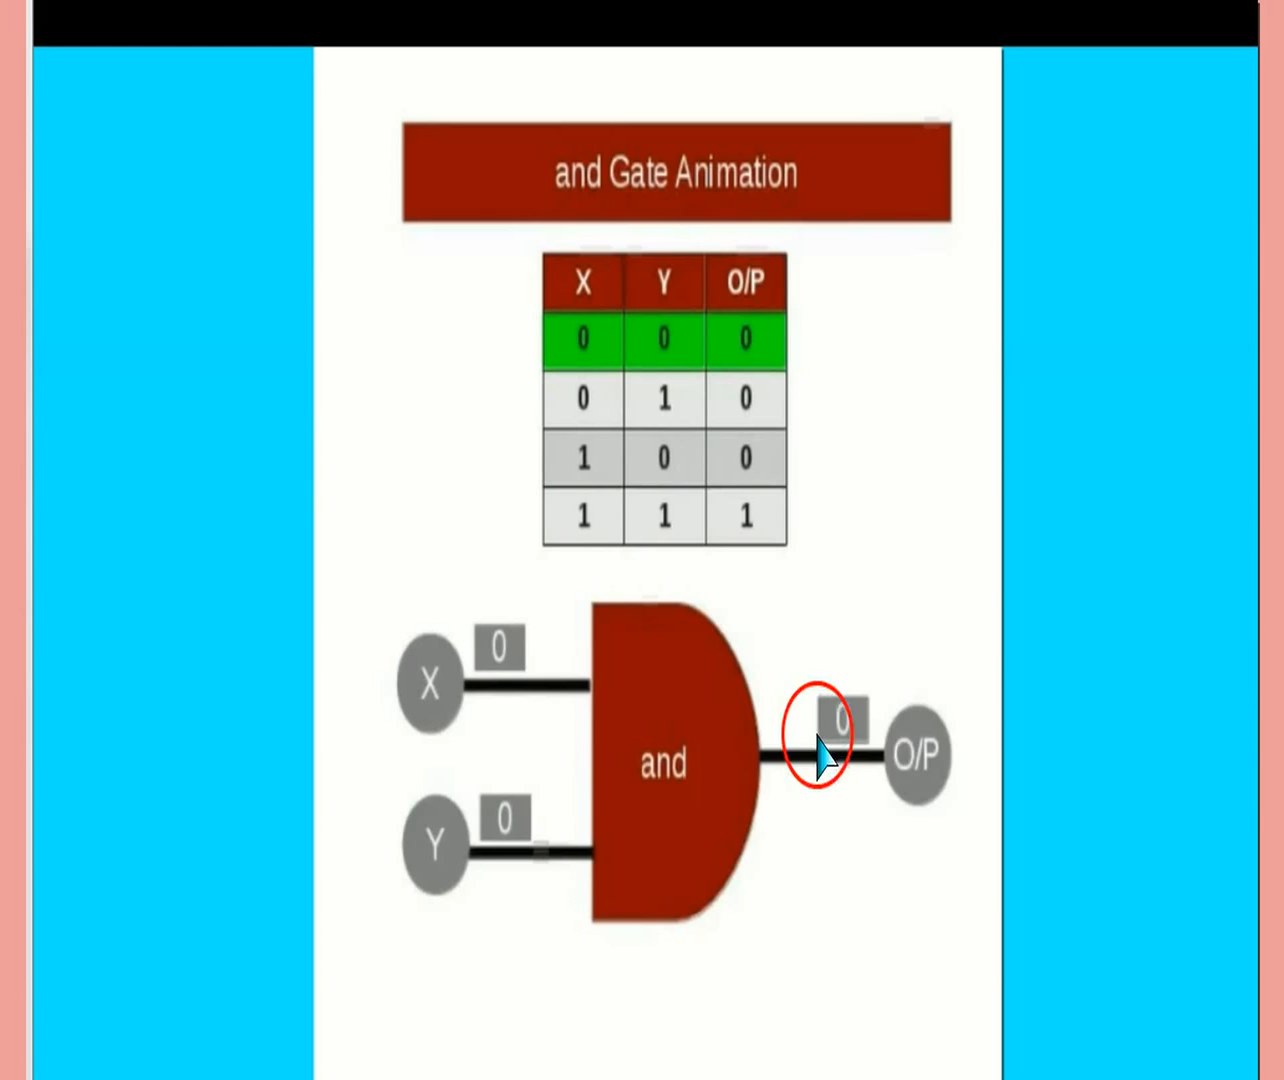 and Gate Animation
X Y O/P
0 0 0
0 1 0
1 0 0
1 1 1
0
X
0
O/P
and
0
Y